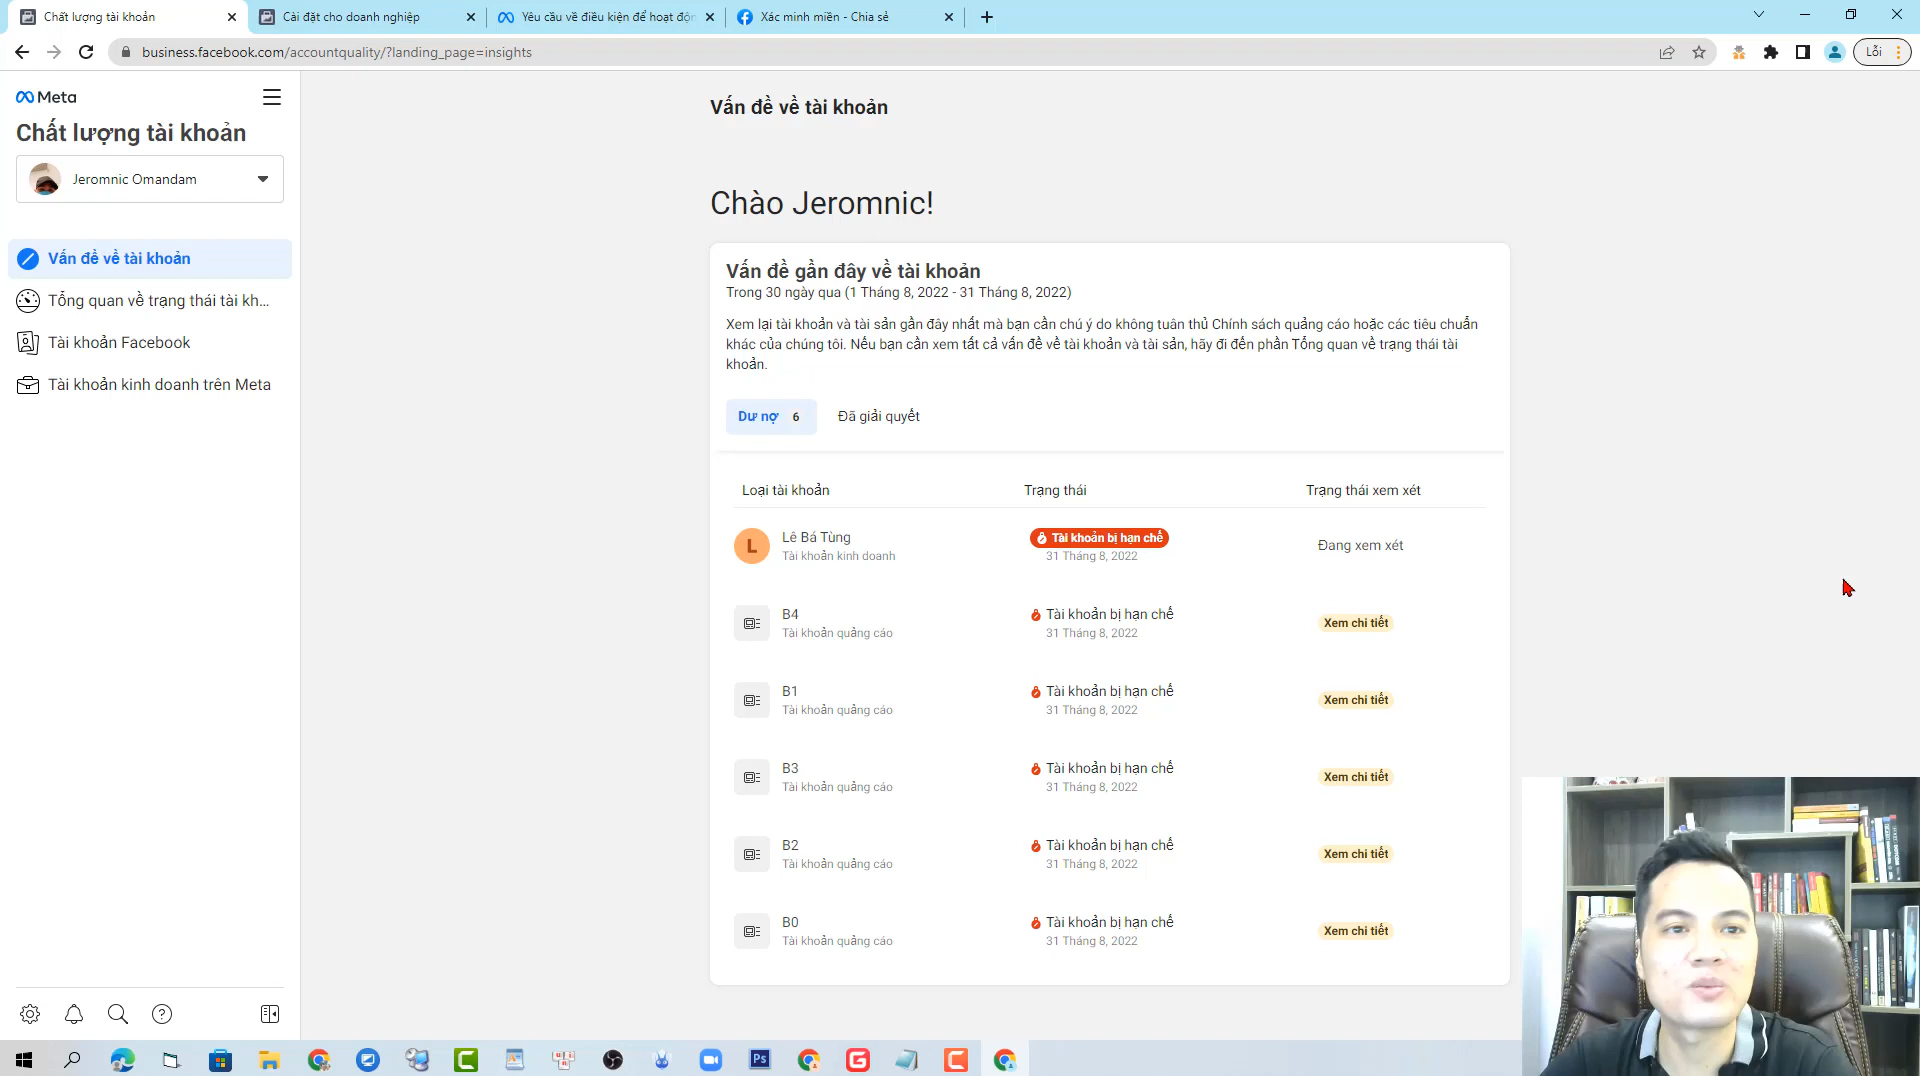 Chất lượng tài khoản
Cài đặt cho doanh nghiệp
Yêu cầu về điều kiện để hoạt độn
Xác minh miền - Chia sẻ
business.facebook.com/accountquality/?landing_page=insights
Lỗi
Meta
Chất lượng tài khoản
Jeromnic Omandam
Vấn đề về tài khoản
Tổng quan về trạng thái tài kh...
Tài khoản Facebook
Tài khoản kinh doanh trên Meta
Vấn đề về tài khoản
Chào Jeromnic!
Vấn đề gần đây về tài khoản
Trong 30 ngày qua (1 Tháng 8, 2022 - 31 Tháng 8, 2022)
Xem lại tài khoản và tài sản gần đây nhất mà bạn cần chú ý do không tuân thủ Chính sách quảng cáo hoặc các tiêu chuẩn
khác của chúng tôi. Nếu bạn cần xem tất cả vấn đề về tài khoản và tài sản, hãy đi đến phần Tổng quan về trạng thái tài
khoản.
Dư nợ 6 Đã giải quyết
Loại tài khoản Trạng thái Trạng thái xem xét
L Lê Bá Tùng Tài khoản bị hạn chế Đang xem xét
Tài khoản kinh doanh 31 Tháng 8, 2022
B4 Tài khoản bị hạn chế Xem chi tiết
Tài khoản quảng cáo 31 Tháng 8, 2022
B1 Tài khoản bị hạn chế Xem chi tiết
Tài khoản quảng cáo 31 Tháng 8, 2022
B3 Tài khoản bị hạn chế Xem chi tiết
Tài khoản quảng cáo 31 Tháng 8, 2022
B2 Tài khoản bị hạn chế Xem chi tiết
Tài khoản quảng cáo 31 Tháng 8, 2022
B0 Tài khoản bị hạn chế Xem chi tiết
Tài khoản quảng cáo 31 Tháng 8, 2022
Ps